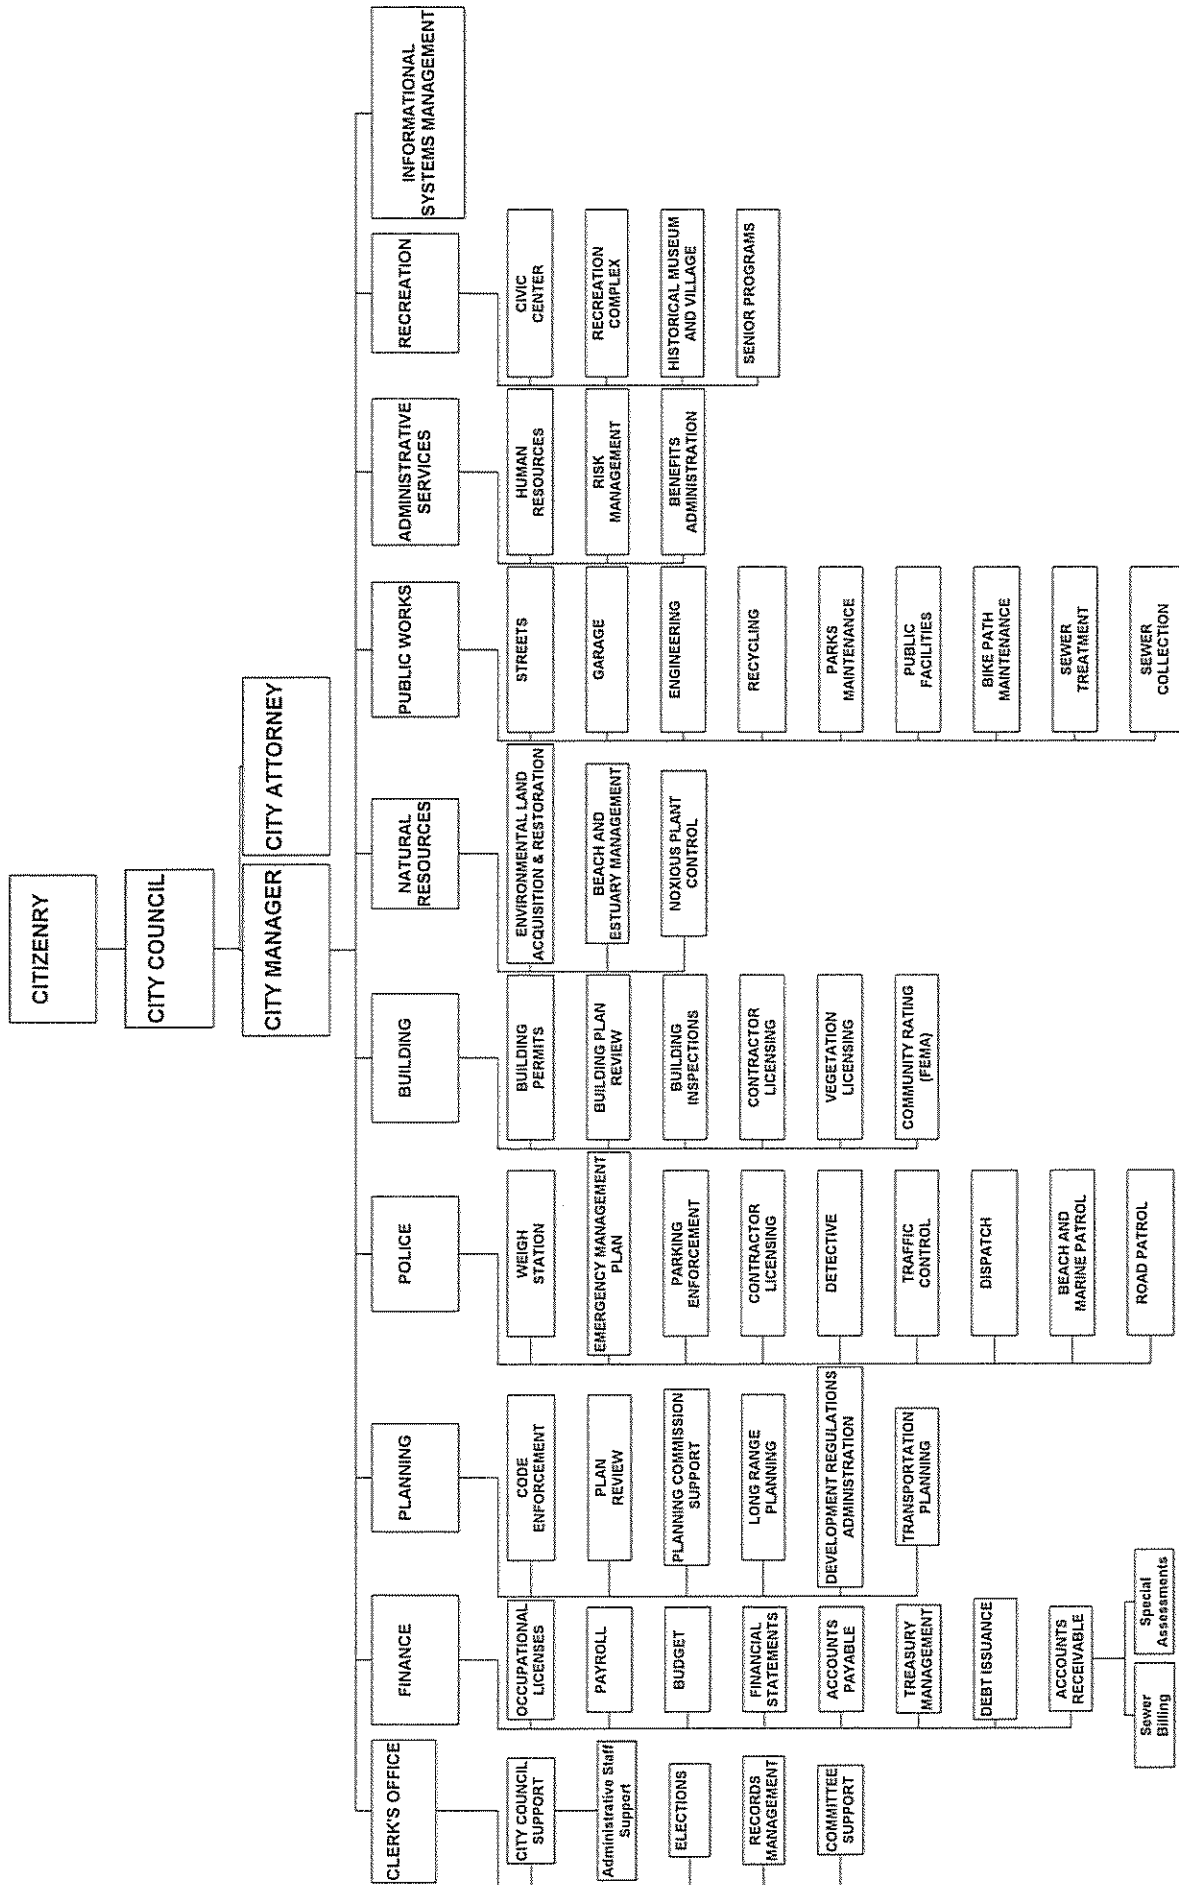 CITIZENRY
CITY COUNCIL
CITY MANAGER
CITY ATTORNEY
CLERK'S OFFICE
CITY COUNCIL
SUPPORT
Administrative Staff
Support
ELECTIONS
RECORDS
MANAGEMENT
COMMITTEE
SUPPORT
FINANCE
OCCUPATIONAL
LICENSES
PAYROLL
BUDGET
FINANCIAL
STATEMENTS
ACCOUNTS
PAYABLE
TREASURY
MANAGEMENT
DEBT ISSUANCE
ACCOUNTS
RECEIVABLE
Sewer
Billing
Special
Assessments
PLANNING
CODE
ENFORCEMENT
PLAN
REVIEW
PLANNING COMMISSION
SUPPORT
LONG RANGE
PLANNING
DEVELOPMENT REGULATIONS
ADMINISTRATION
TRANSPORTATION
PLANNING
POLICE
WEIGH
STATION
EMERGENCY MANAGEMENT
PLAN
PARKING
ENFORCEMENT
CONTRACTOR
LICENSING
DETECTIVE
TRAFFIC
CONTROL
DISPATCH
BEACH AND
MARINE PATROL
ROAD PATROL
BUILDING
BUILDING
PERMITS
BUILDING PLAN
REVIEW
BUILDING
INSPECTIONS
CONTRACTOR
LICENSING
VEGETATION
LICENSING
COMMUNITY RATING
(FEMA)
NATURAL
RESOURCES
ENVIRONMENTAL LAND
ACQUISITION & RESTORATION
BEACH AND
ESTUARY MANAGEMENT
NOXIOUS PLANT
CONTROL
PUBLIC WORKS
STREETS
GARAGE
ENGINEERING
RECYCLING
PARKS
MAINTENANCE
PUBLIC
FACILITIES
BIKE PATH
MAINTENANCE
SEWER
TREATMENT
SEWER
COLLECTION
ADMINISTRATIVE
SERVICES
HUMAN
RESOURCES
RISK
MANAGEMENT
BENEFITS
ADMINISTRATION
RECREATION
CIVIC
CENTER
RECREATION
COMPLEX
HISTORICAL MUSEUM
AND VILLAGE
SENIOR PROGRAMS
INFORMATIONAL
SYSTEMS MANAGEMENT